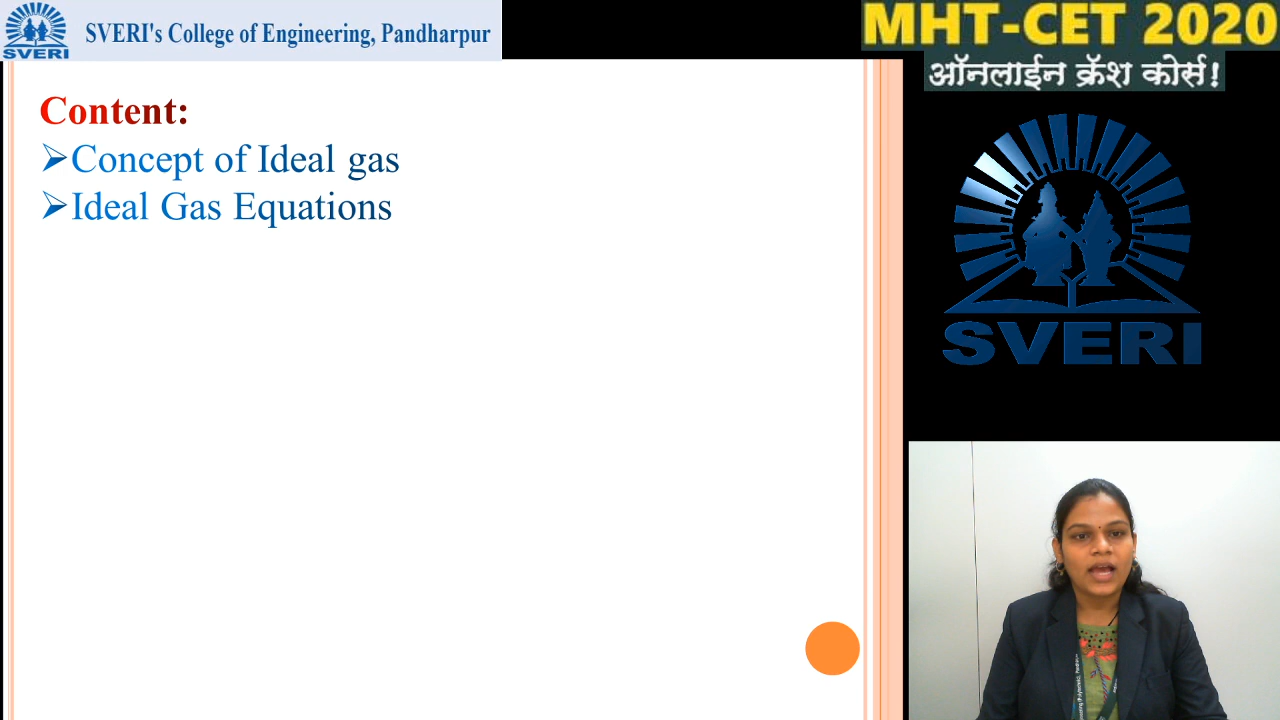 SVERI
SVERI's College of Engineering, Pandharpur
MHT-CET 2020
ऑनलाईन क्रॅश कोर्स!
Content:
➢Concept of Ideal gas
➢Ideal Gas Equations
SVERI